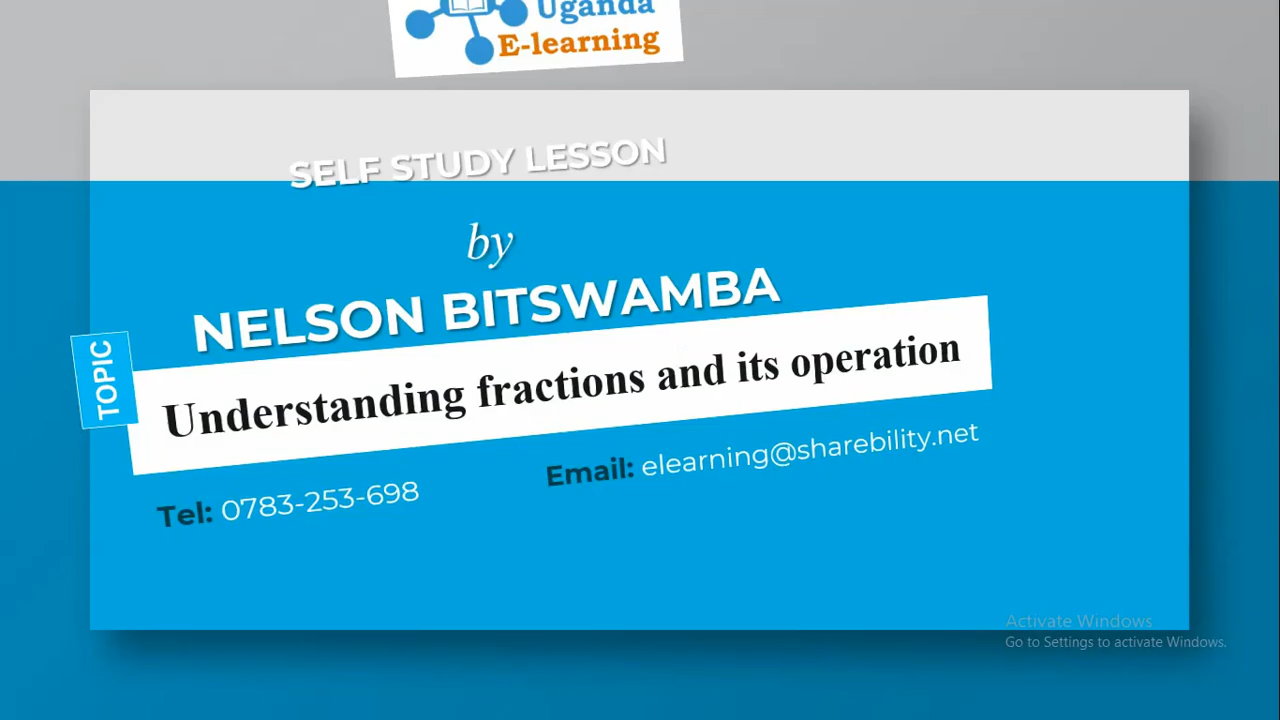 Uganda
E-learning
SELF STUDY LESSON
by
NELSON BITSWAMBA
TOPIC
Understanding fractions and its operation
Tel: 0783-253-698
Email: elearning@sharebility.net
Activate Windows
Go to Settings to activate Windows.